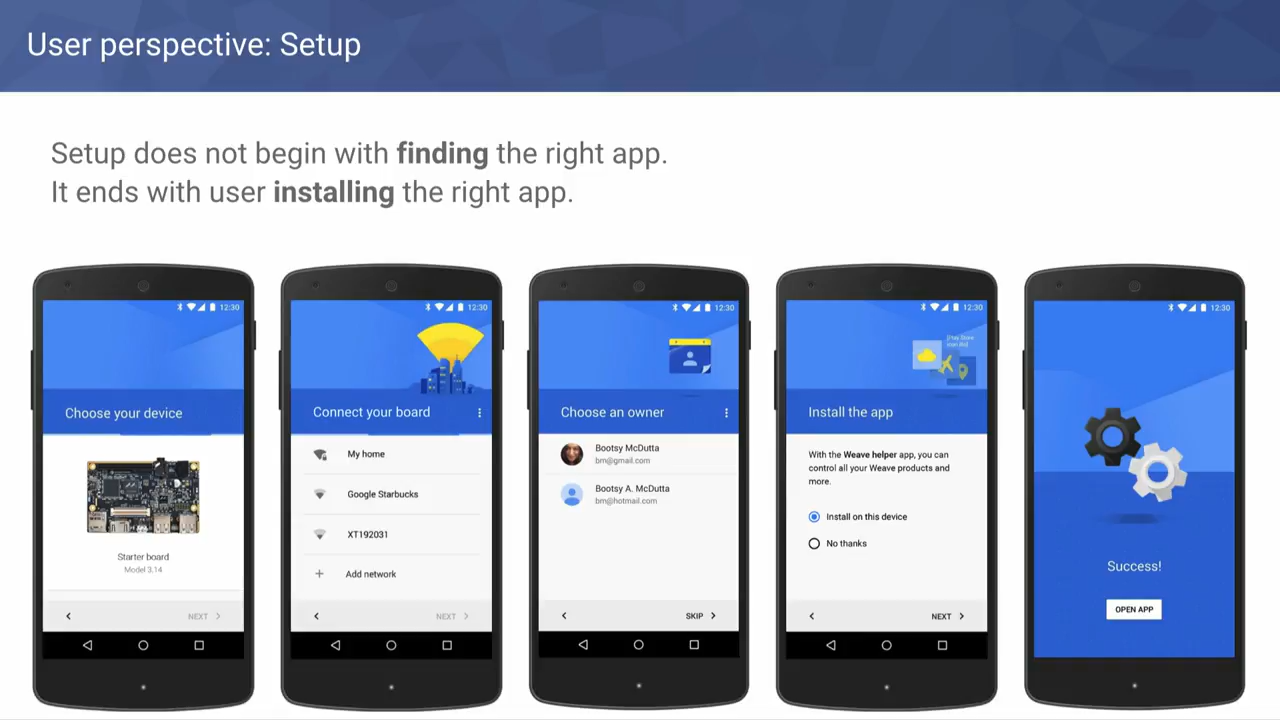 User perspective: Setup
Setup does not begin with finding the right app.
It ends with user installing the right app.
12:30
Choose your device
Starter board
Model 3.14
NEXT
12:30
Connect your board
My home
Google Starbucks
XT192031
Add network
NEXT
12:30
Choose an owner
Bootsy McDutta
bm@gmail.com
Bootsy A. McDutta
bm@hotmail.com
SKIP
12:30
[Play Store
Install the app
With the Weave helper app, you can
control all your Weave products and
more.
Install on this device
No thanks
NEXT
12:30
Success!
OPEN APP